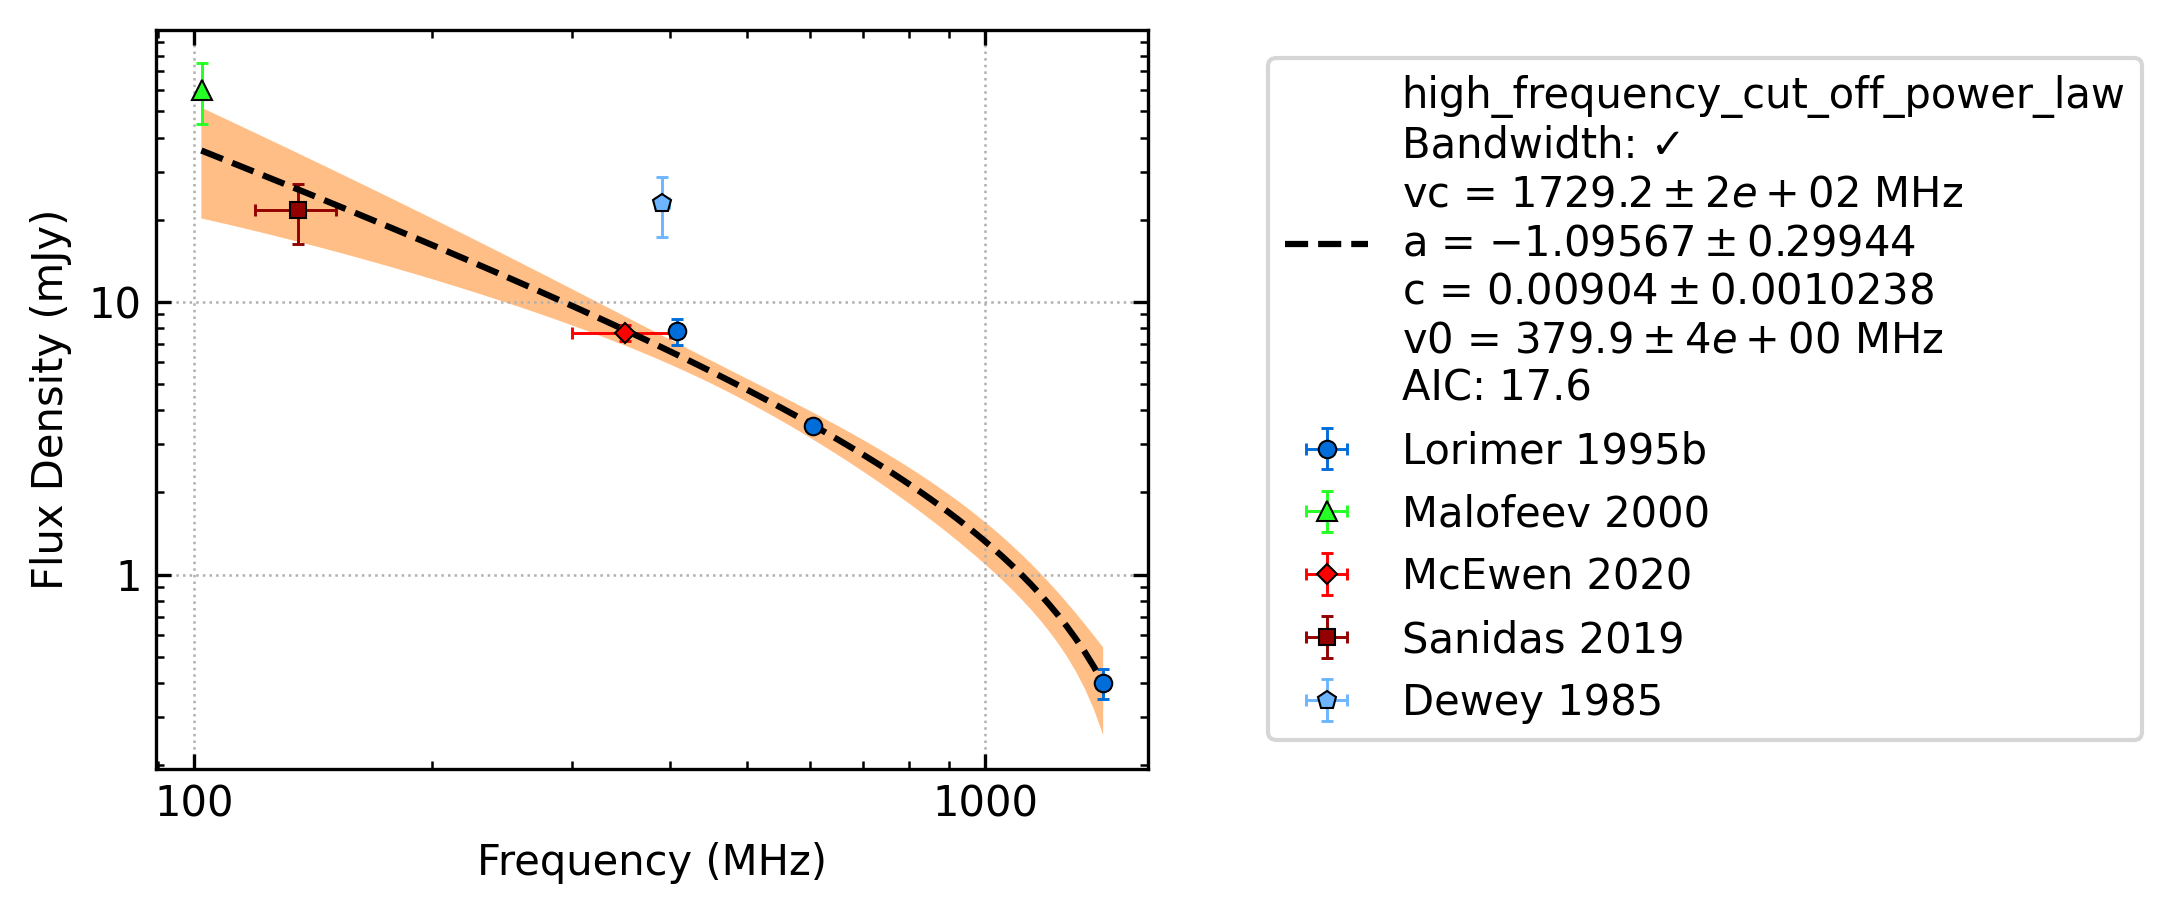 Flux Density (mJy)
10
1
100
1000
Frequency (MHz)
high_frequency_cut_off_power_law
Bandwidth: ✓
vc = 1729.2 ± 2e + 02 MHz
a = −1.09567 ± 0.29944
c = 0.00904 ± 0.0010238
v0 = 379.9 ± 4e + 00 MHz
AIC: 17.6
Lorimer 1995b
Malofeev 2000
McEwen 2020
Sanidas 2019
Dewey 1985